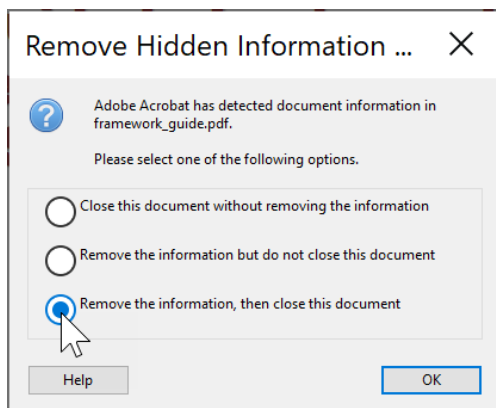 Remove Hidden Information ...
Adobe Acrobat has detected document information in
framework_guide.pdf.
Please select one of the following options.
Close this document without removing the information
Remove the information but do not close this document
Remove the information, then close this document
Help
OK